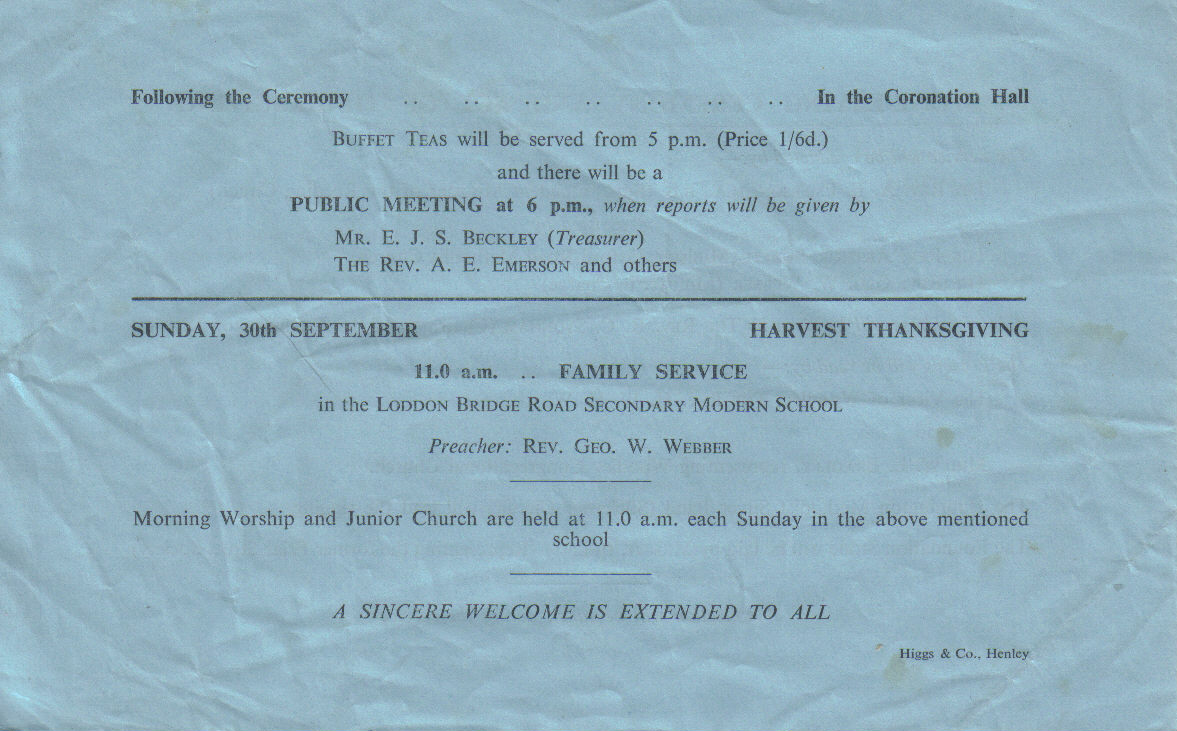 Following the Ceremony .. .. .. .. .. .. .. In the Coronation Hall
BUFFET TEAS will be served from 5 p.m. (Price 1/6d.)
and there will be a
PUBLIC MEETING at 6 p.m., when reports will be given by
MR. E. J. S. BECKLEY (Treasurer)
THE REV. A. E. EMERSON and others
SUNDAY, 30th SEPTEMBER HARVEST THANKSGIVING
11.0 a.m. .. FAMILY SERVICE
in the LODDON BRIDGE ROAD SECONDARY MODERN SCHOOL
Preacher: REV. GEO. W. WEBBER
Morning Worship and Junior Church are held at 11.0 a.m. each Sunday in the above mentioned
school
A SINCERE WELCOME IS EXTENDED TO ALL
Higgs & Co., Henley